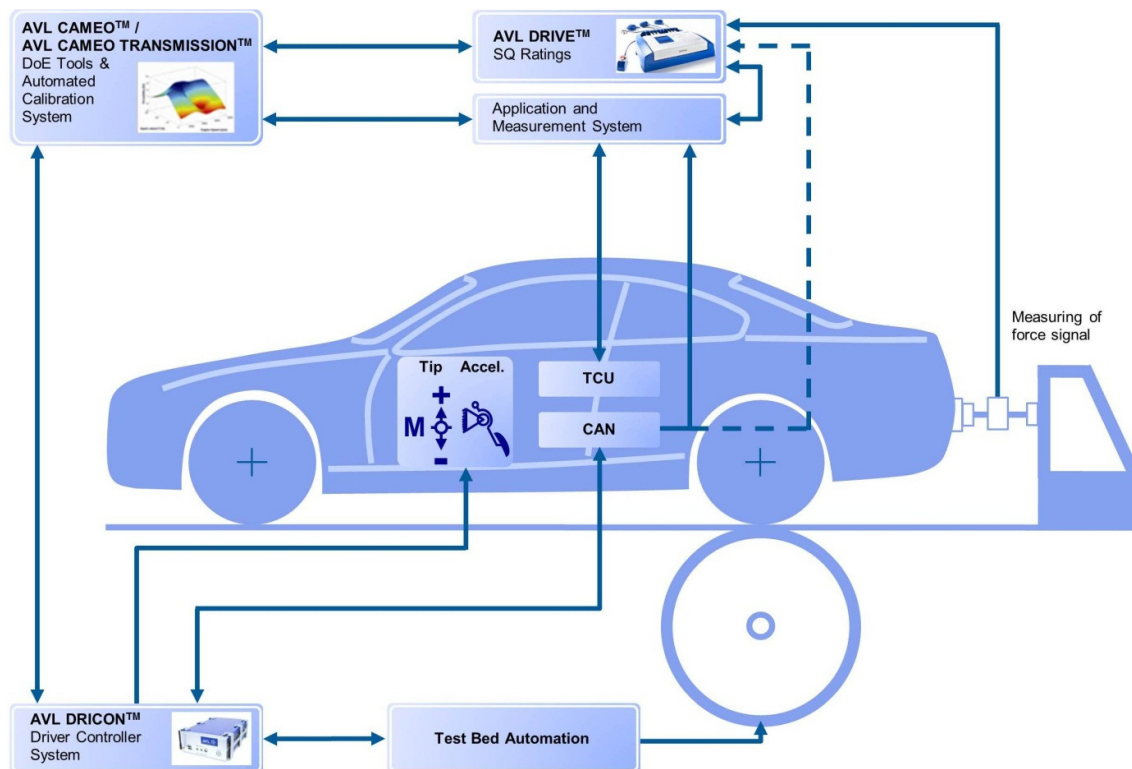 AVL CAMEO™ /
AVL CAMEO TRANSMISSION™
DoE Tools &
Automated
Calibration
System
AVL DRIVE™
SQ Ratings
Application and
Measurement System
Measuring of
force signal
Tip Accel.
+
M
-
TCU
CAN
AVL DRICON™
Driver Controller
System
Test Bed Automation